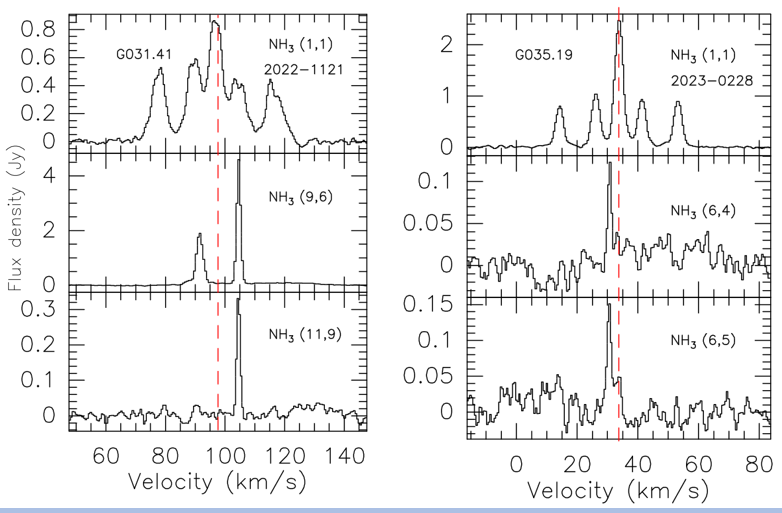 G031.41
NH3 (1,1)
2022-1121
0.8
0.6
0.4
0.2
0
NH3 (9,6)
4
2
0
NH3 (11,9)
0.3
0.2
0.1
0
60 80 100 120 140
Velocity (km/s)
Flux density (Jy)
G035.19
NH3 (1,1)
2023-0228
2
1
0
NH3 (6,4)
0.1
0.05
0
NH3 (6,5)
0.15
0.1
0.05
0
0 20 40 60 80
Velocity (km/s)